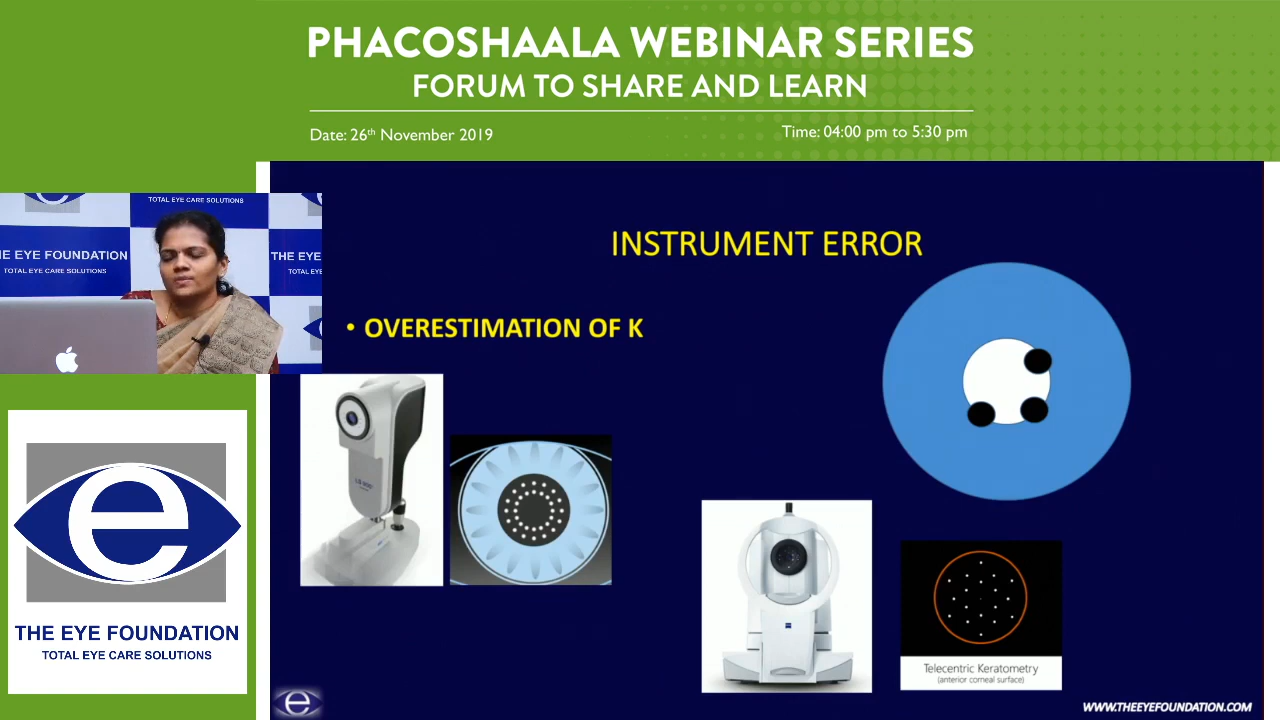 PHACOSHAALA WEBINAR SERIES
FORUM TO SHARE AND LEARN
Date: 26th November 2019
Time: 04:00 pm to 5:30 pm
TOTAL EYE CARE SOLUTIONS
THE EYE FOUNDATION
TOTAL EYE CARE SOLUTIONS
THE EYE
TOTAL EYE
INSTRUMENT ERROR
• OVERESTIMATION OF K
Telecentric Keratometry
(anterior corneal surface)
e
THE EYE FOUNDATION
TOTAL EYE CARE SOLUTIONS
e
WWW.THEEYEFOUNDATION.COM